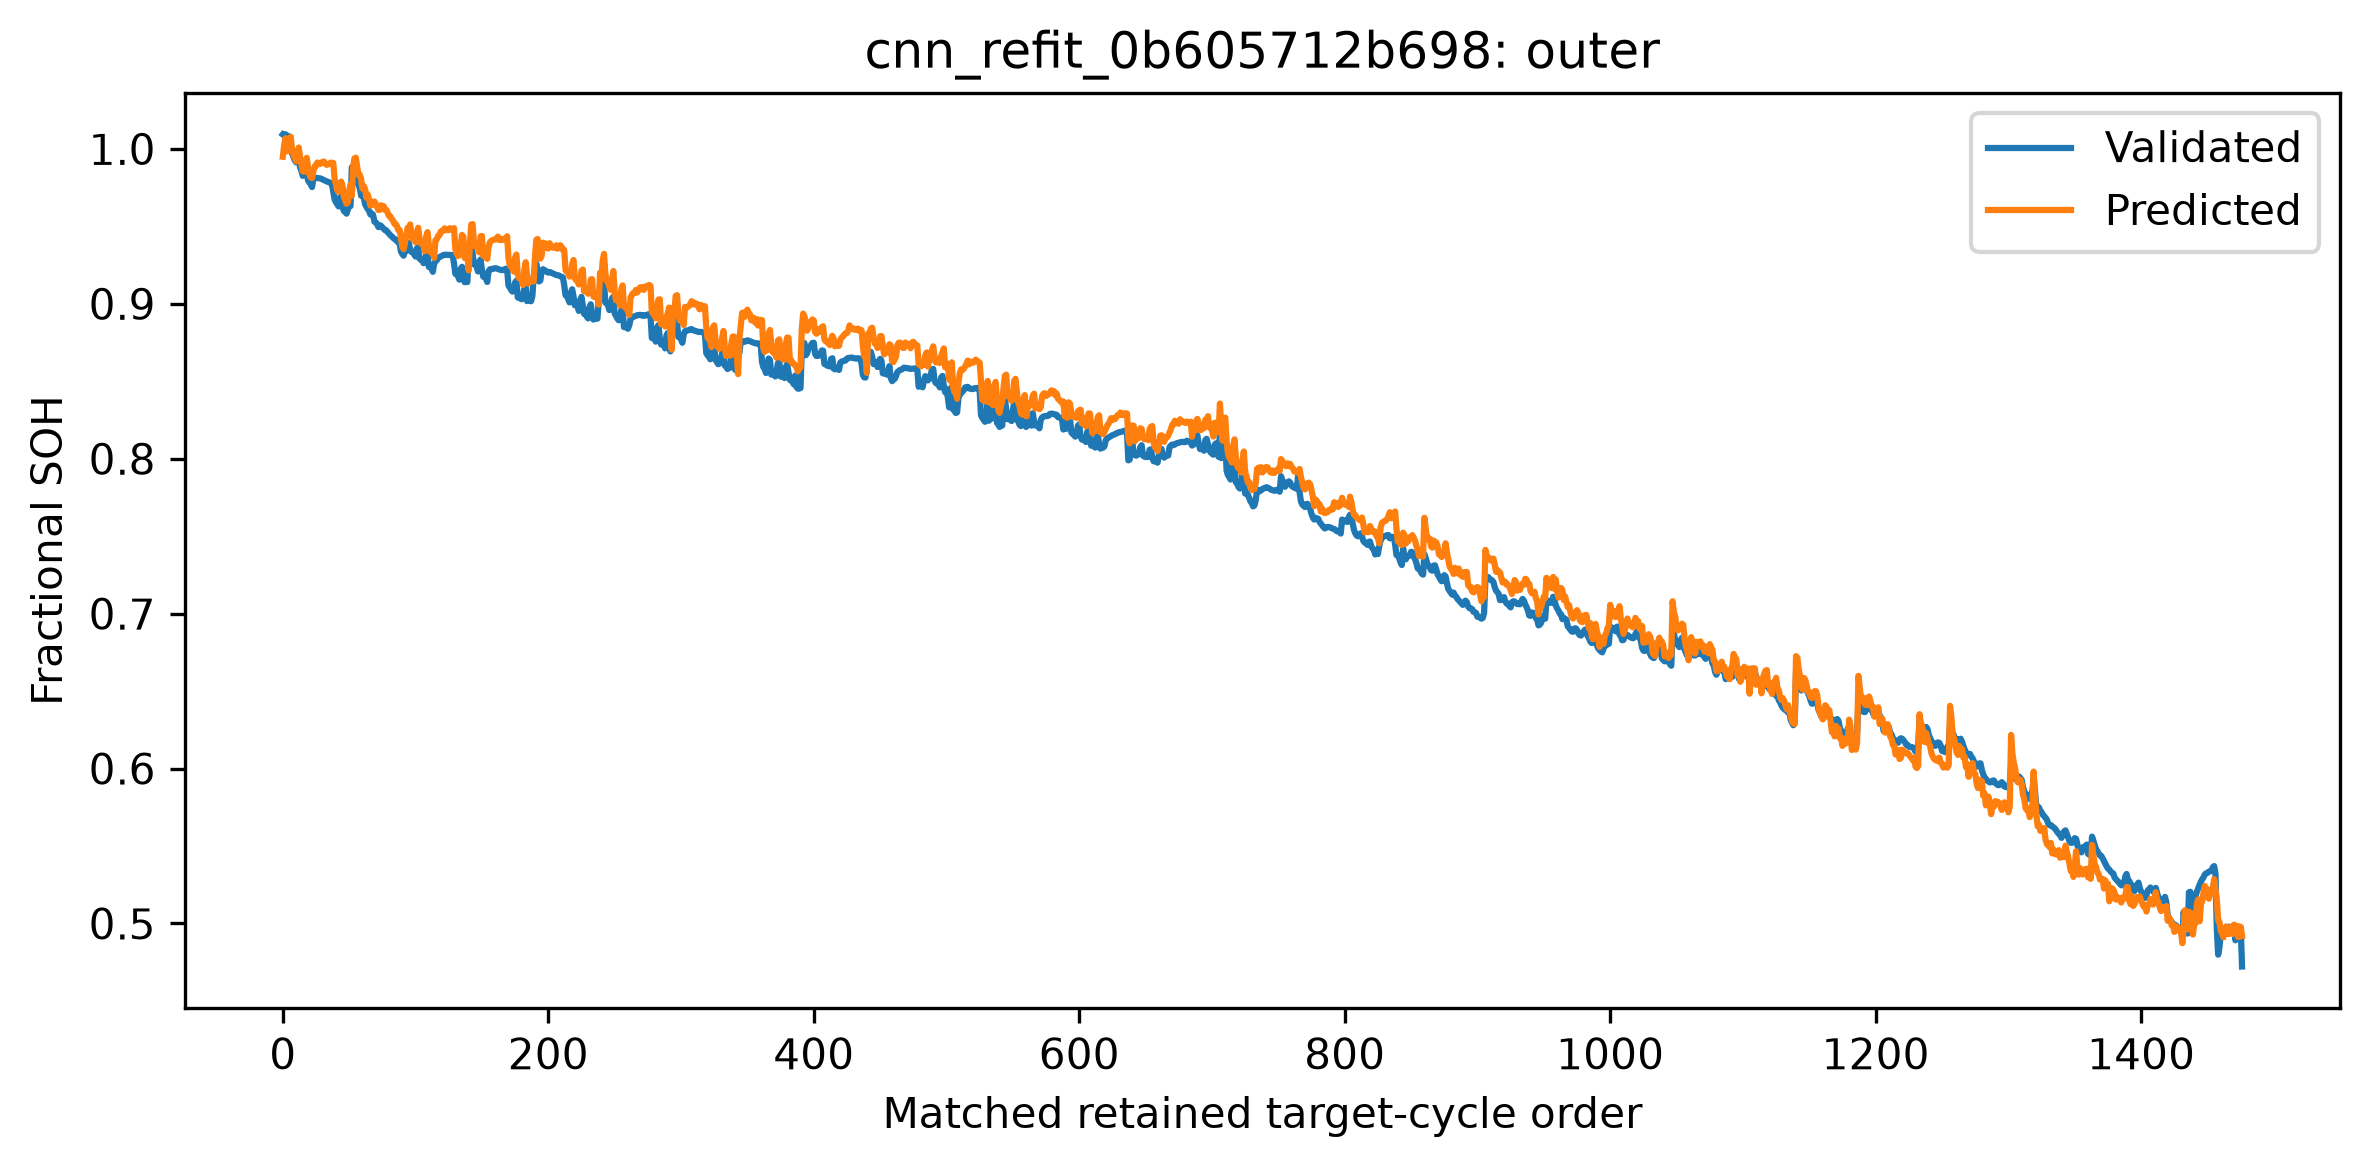 cnn_refit_0b605712b698: outer
Validated
Predicted
Fractional SOH
1.0
0.9
0.8
0.7
0.6
0.5
0 200 400 600 800 1000 1200 1400
Matched retained target-cycle order